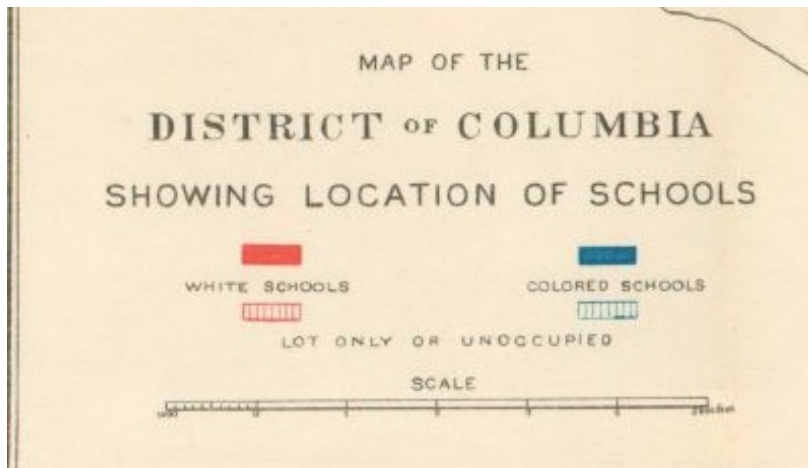 MAP OF THE
DISTRICT OF COLUMBIA
SHOWING LOCATION OF SCHOOLS
WHITE SCHOOLS COLORED SCHOOLS
LOT ONLY OR UNOCCUPIED
SCALE